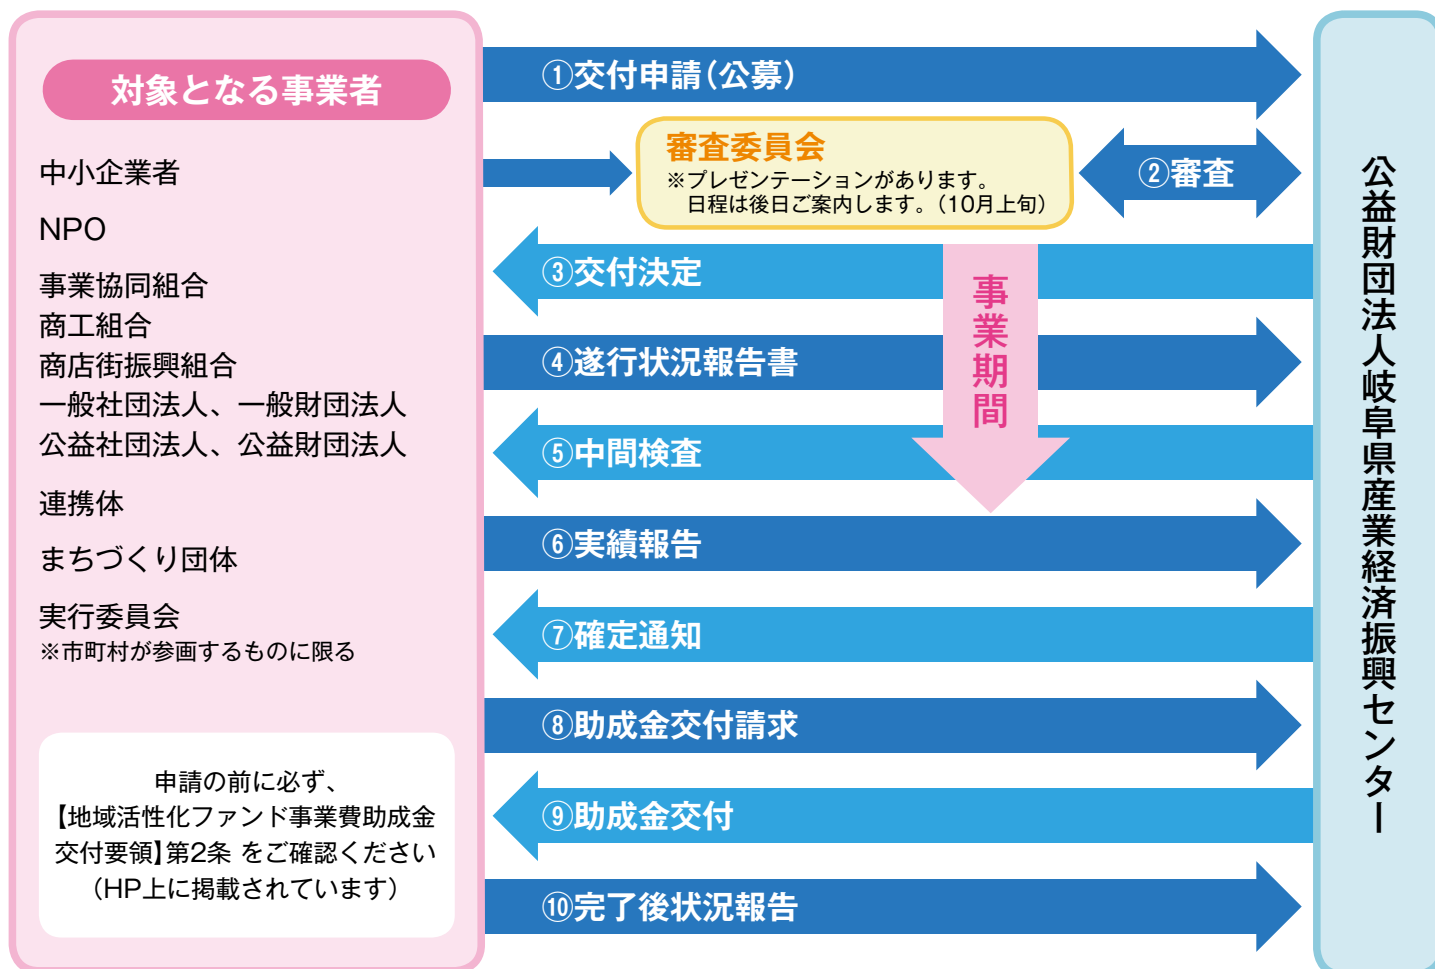 対象となる事業者
中小企業者
NPO
事業協同組合
商工組合
商店街振興組合
一般社団法人、一般財団法人
公益社団法人、公益財団法人
連携体
まちづくり団体
実行委員会
※市町村が参画するものに限る
申請の前に必ず、
【地域活性化ファンド事業費助成金
交付要領】第2条 をご確認ください
（HP上に掲載されています）
①交付申請（公募）
審査委員会
※プレゼンテーションがあります。
日程は後日ご案内します。（10月上旬）
②審査
③交付決定
④遂行状況報告書
⑤中間検査
⑥実績報告
⑦確定通知
⑧助成金交付請求
⑨助成金交付
⑩完了後状況報告
事業期間
公益財団法人岐阜県産業経済振興センター